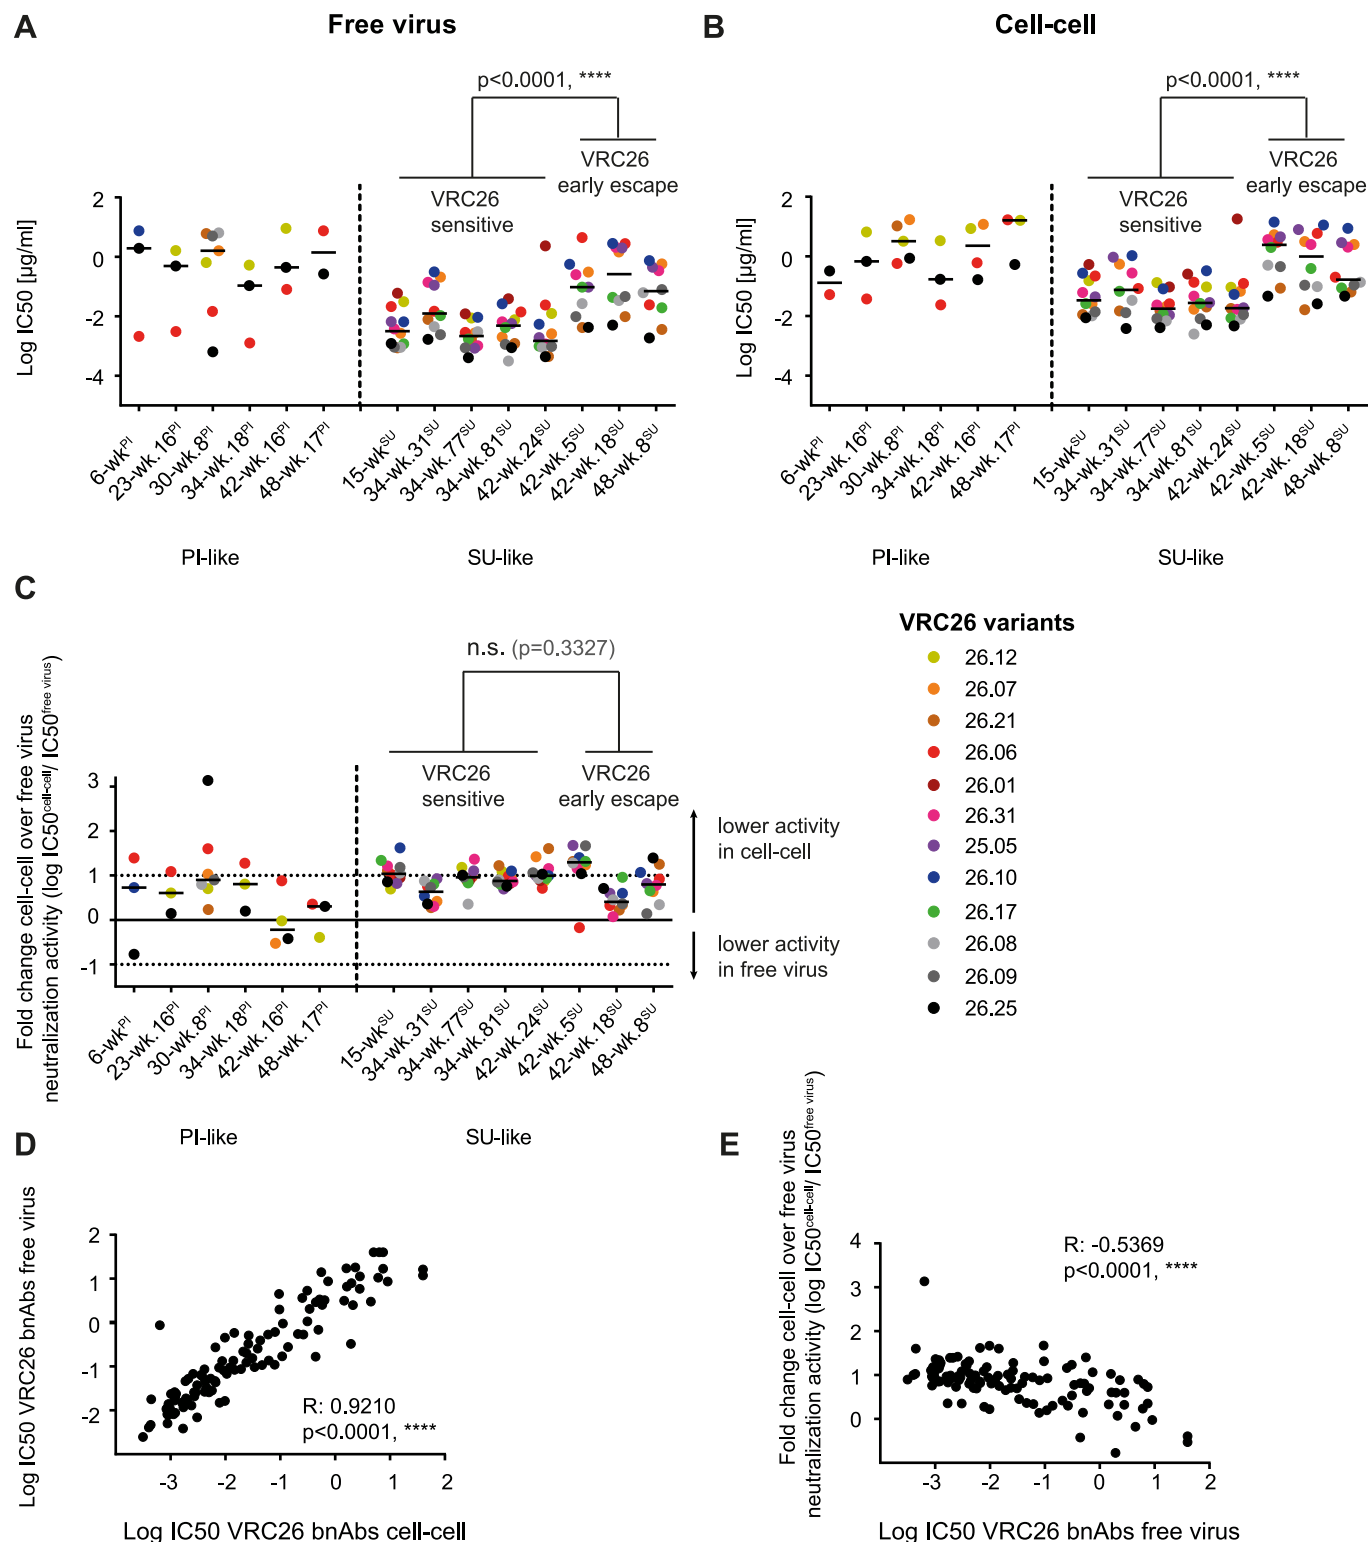 A
Free virus
p<0.0001, ****
VRC26
sensitive
VRC26
early escape
Log IC50 [µg/ml]
2
0
-2
-4
6-wkPI
23-wk.16PI
30-wk.8PI
34-wk.18PI
42-wk.16PI
48-wk.17PI
15-wkSU
34-wk.31SU
34-wk.77SU
34-wk.81SU
42-wk.24SU
42-wk.5SU
42-wk.18SU
48-wk.8SU
PI-like
SU-like
B
Cell-cell
p<0.0001, ****
VRC26
sensitive
VRC26
early escape
Log IC50 [µg/ml]
2
0
-2
-4
6-wkPI
23-wk.16PI
30-wk.8PI
34-wk.18PI
42-wk.16PI
48-wk.17PI
15-wkSU
34-wk.31SU
34-wk.77SU
34-wk.81SU
42-wk.24SU
42-wk.5SU
42-wk.18SU
48-wk.8SU
PI-like
SU-like
C
n.s. (p=0.3327)
VRC26
sensitive
VRC26
early escape
Fold change cell-cell over free virus
neutralization activity (log IC50cell-cell/ IC50free virus)
3
2
1
0
-1
lower activity
in cell-cell
lower activity
in free virus
6-wkPI
23-wk.16PI
30-wk.8PI
34-wk.18PI
42-wk.16PI
48-wk.17PI
15-wkSU
34-wk.31SU
34-wk.77SU
34-wk.81SU
42-wk.24SU
42-wk.5SU
42-wk.18SU
48-wk.8SU
PI-like
SU-like
VRC26 variants
26.12
26.07
26.21
26.06
26.01
26.31
25.05
26.10
26.17
26.08
26.09
26.25
D
Log IC50 VRC26 bnAbs free virus
2
1
0
-1
-2
R: 0.9210
p<0.0001, ****
-3
-2
-1
0
1
2
Log IC50 VRC26 bnAbs cell-cell
E
Fold change cell-cell over free virus
neutralization activity (log IC50cell-cell/ IC50free virus)
4
3
2
1
0
R: -0.5369
p<0.0001, ****
-3
-2
-1
0
1
2
Log IC50 VRC26 bnAbs free virus